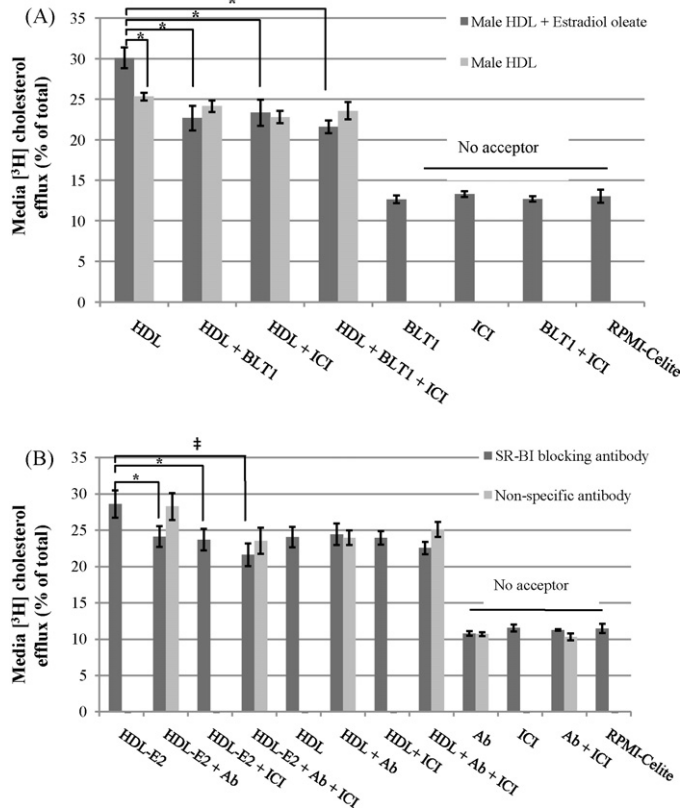 (A)
*
*
*
*
35
30
25
20
15
10
5
0
Media [³H] cholesterol
efflux (% of total)
Male HDL + Estradiol oleate
Male HDL
No acceptor
HDL
HDL + BLT1
HDL + ICI
HDL + BLT1 + ICI
BLT1
ICI
BLT1 + ICI
RPMI-Celite
(B)
‡
*
*
35
30
25
20
15
10
5
0
Media [³H] cholesterol
efflux (% of total)
SR-BI blocking antibody
Non-specific antibody
No acceptor
HDL-E2
HDL-E2 + Ab
HDL-E2 + ICI
HDL-E2 + Ab + ICI
HDL
HDL + Ab
HDL+ ICI
HDL + Ab + ICI
Ab
ICI
Ab + ICI
RPMI-Celite